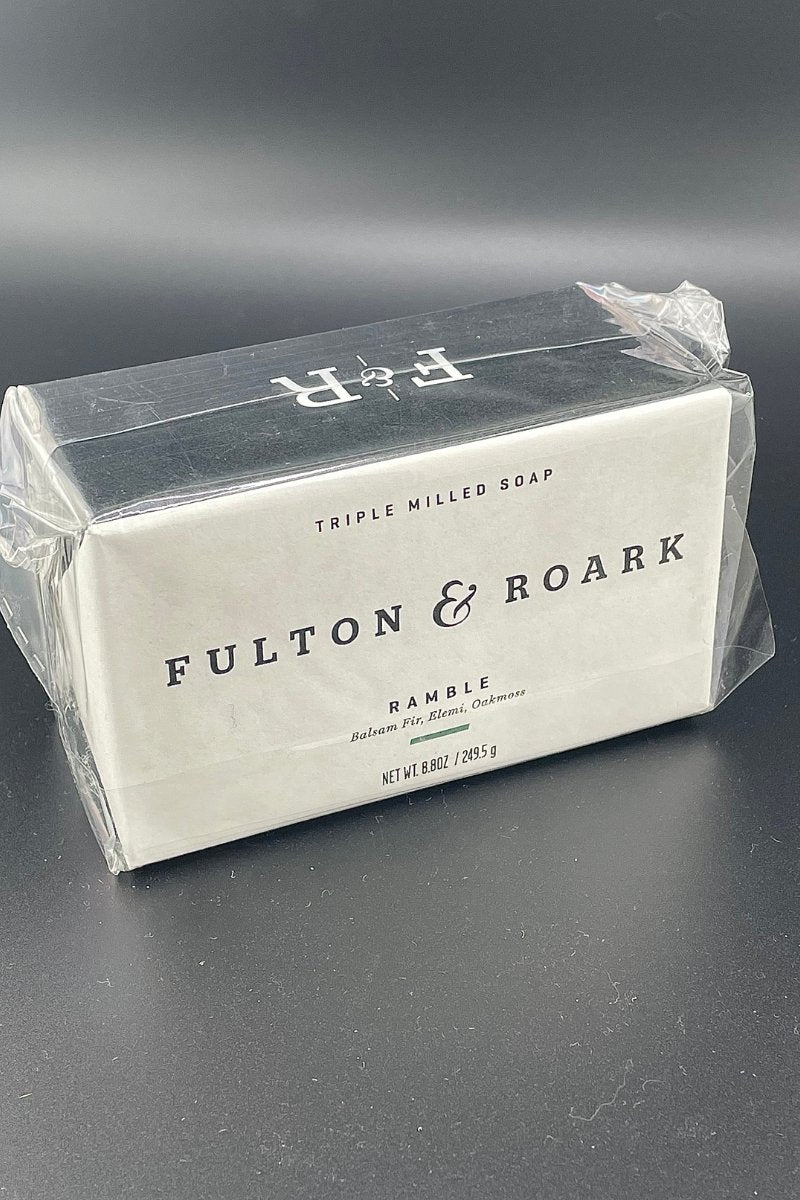 F&R
TRIPLE MILLED SOAP
FULTON & ROARK
RAMBLE
Balsam Fir, Elemi, Oakmoss
NET WT. 8.8OZ / 249.5 g